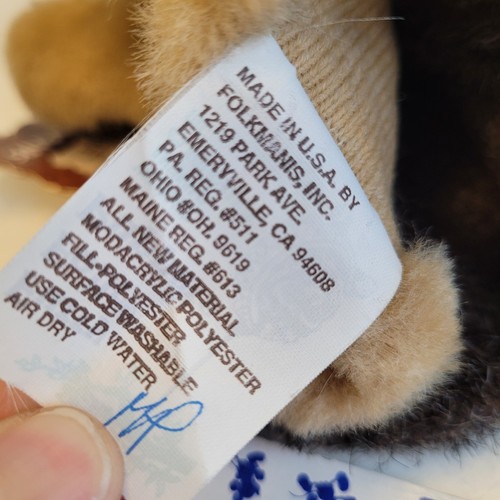 MADE IN U.S.A. BY
FOLKMANIS, INC.
1219 PARK AVE.
EMERYVILLE, CA 94608
PA. REG. #511
OHIO #OH. 9619
MAINE REG.#613
ALL NEW MATERIAL
MODACRYLIC POLYESTER
FILL-POLYESTER
SURFACE WASHABLE
USE COLD WATER
AIR DRY